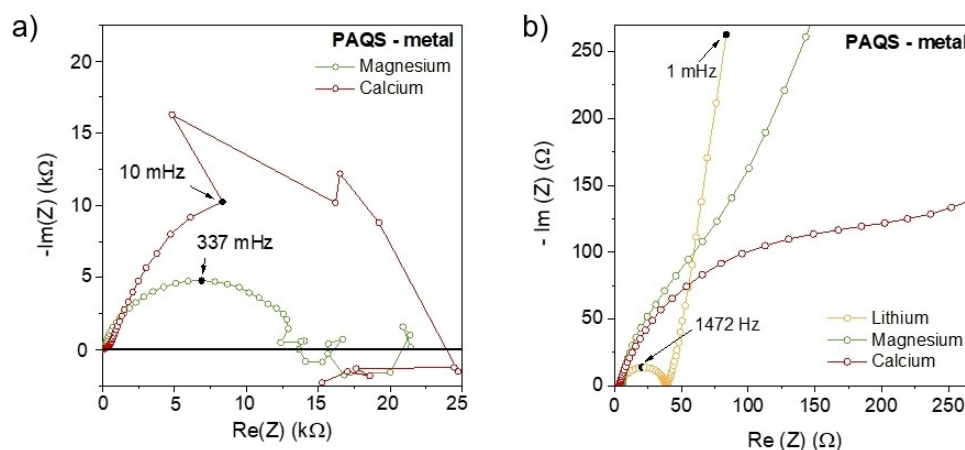 a)
PAQS - metal
Magnesium
Calcium
10 mHz
337 mHz
-Im(Z) (kΩ)
25
20
15
10
5
0
0 5 10 15 20 25
Re(Z) (kΩ)
b)
PAQS - metal
1 mHz
1472 Hz
Lithium
Magnesium
Calcium
- Im (Z) (Ω)
250
200
150
100
50
0
0 50 100 150 200 250
Re (Z) (Ω)